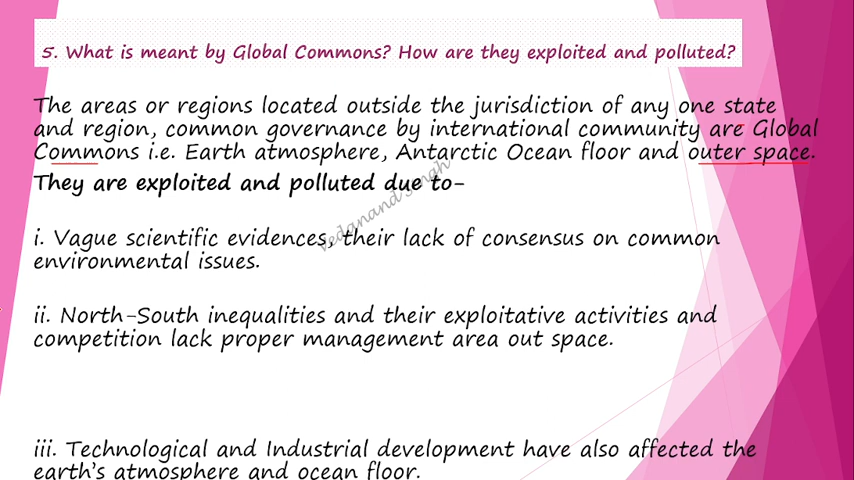 5. What is meant by Global Commons? How are they exploited and polluted?
The areas or regions located outside the jurisdiction of any one state
and region, common governance by international community are Global
Commons i.e. Earth atmosphere, Antarctic Ocean floor and outer space.
They are exploited and polluted due to-
vedanand singh
i. Vague scientific evidences, their lack of consensus on common
environmental issues.
ii. North-South inequalities and their exploitative activities and
competition lack proper management area out space.
iii. Technological and Industrial development have also affected the
earth's atmosphere and ocean floor.